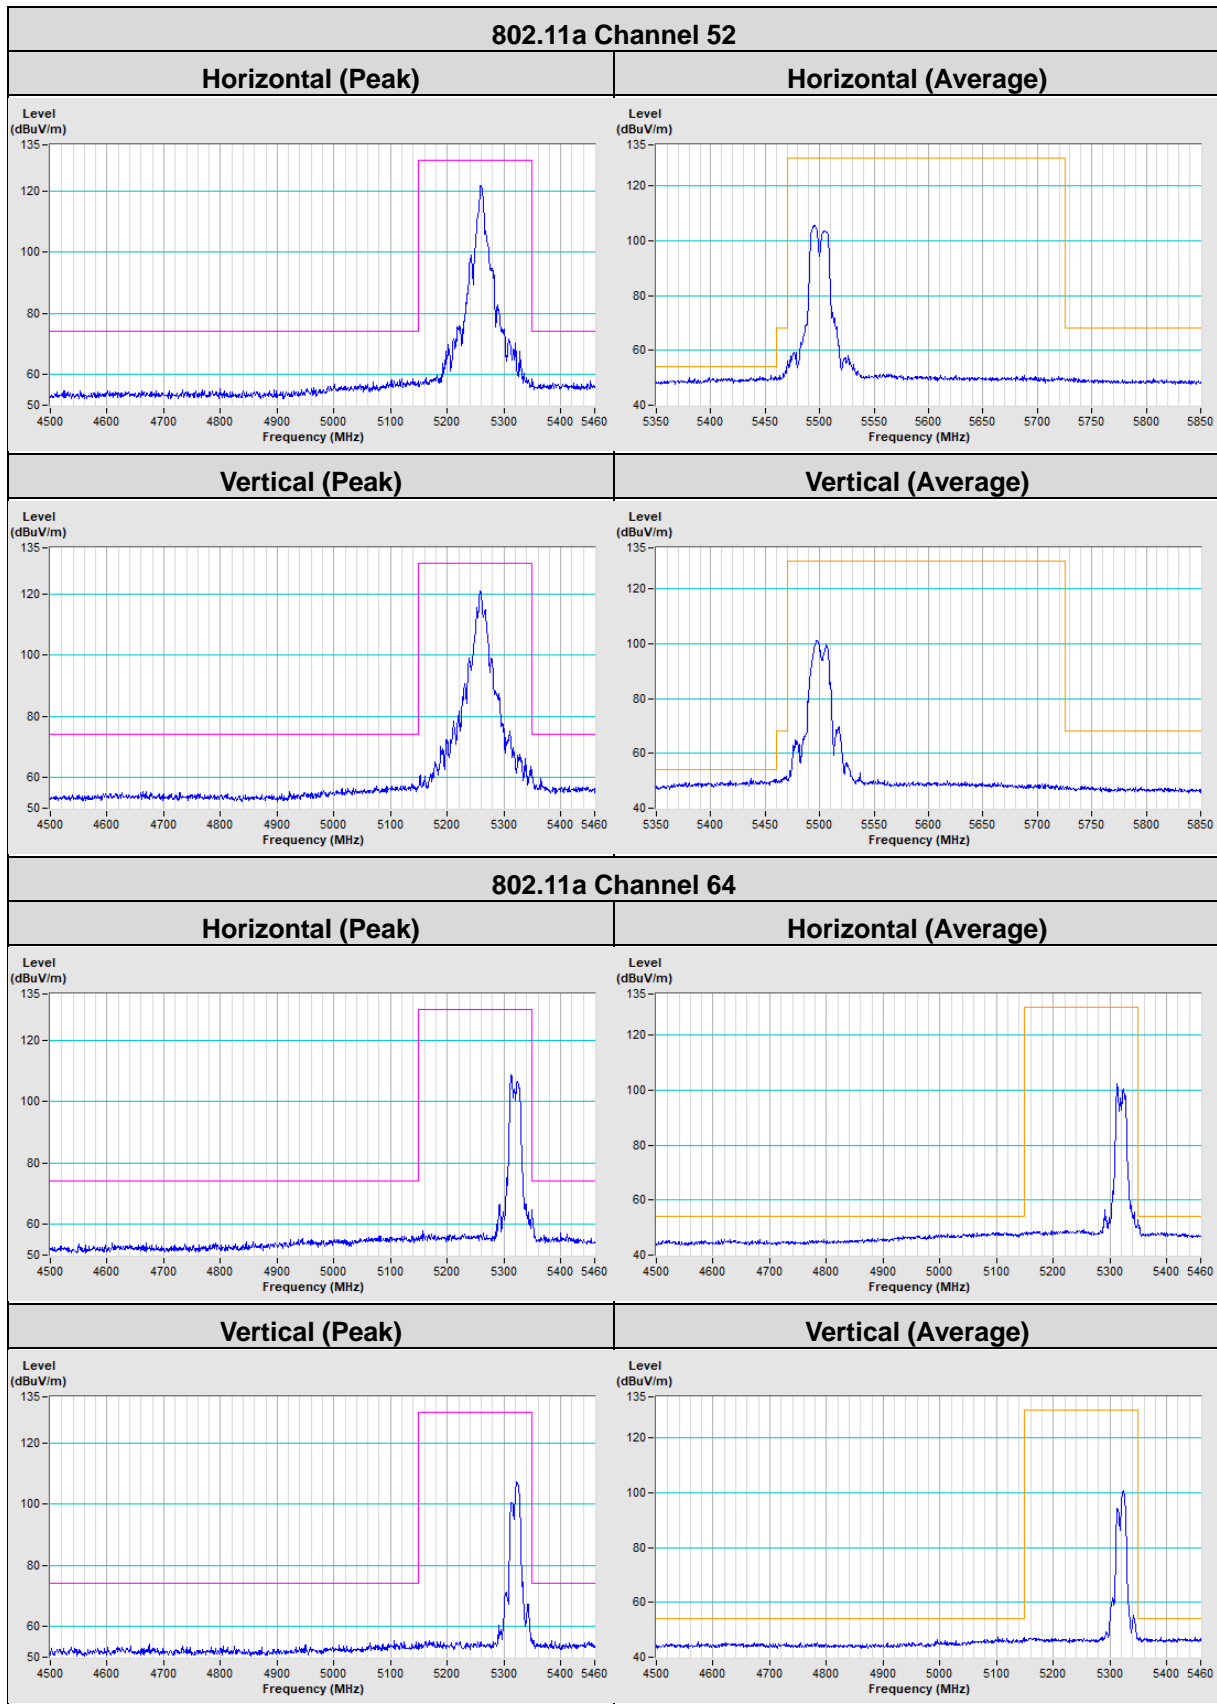 802.11a Channel 52
Horizontal (Peak) Horizontal (Average)
Level
(dBuV/m)
135
120
100
80
60
50
4500 4600 4700 4800 4900 5000 5100 5200 5300 5400 5460
Frequency (MHz)
Level
(dBuV/m)
135
120
100
80
60
40
5350 5400 5450 5500 5550 5600 5650 5700 5750 5800 5850
Frequency (MHz)
Vertical (Peak) Vertical (Average)
Level
(dBuV/m)
135
120
100
80
60
50
4500 4600 4700 4800 4900 5000 5100 5200 5300 5400 5460
Frequency (MHz)
Level
(dBuV/m)
135
120
100
80
60
40
5350 5400 5450 5500 5550 5600 5650 5700 5750 5800 5850
Frequency (MHz)
802.11a Channel 64
Horizontal (Peak) Horizontal (Average)
Level
(dBuV/m)
135
120
100
80
60
50
4500 4600 4700 4800 4900 5000 5100 5200 5300 5400 5460
Frequency (MHz)
Level
(dBuV/m)
135
120
100
80
60
40
4500 4600 4700 4800 4900 5000 5100 5200 5300 5400 5460
Frequency (MHz)
Vertical (Peak) Vertical (Average)
Level
(dBuV/m)
135
120
100
80
60
50
4500 4600 4700 4800 4900 5000 5100 5200 5300 5400 5460
Frequency (MHz)
Level
(dBuV/m)
135
120
100
80
60
40
4500 4600 4700 4800 4900 5000 5100 5200 5300 5400 5460
Frequency (MHz)